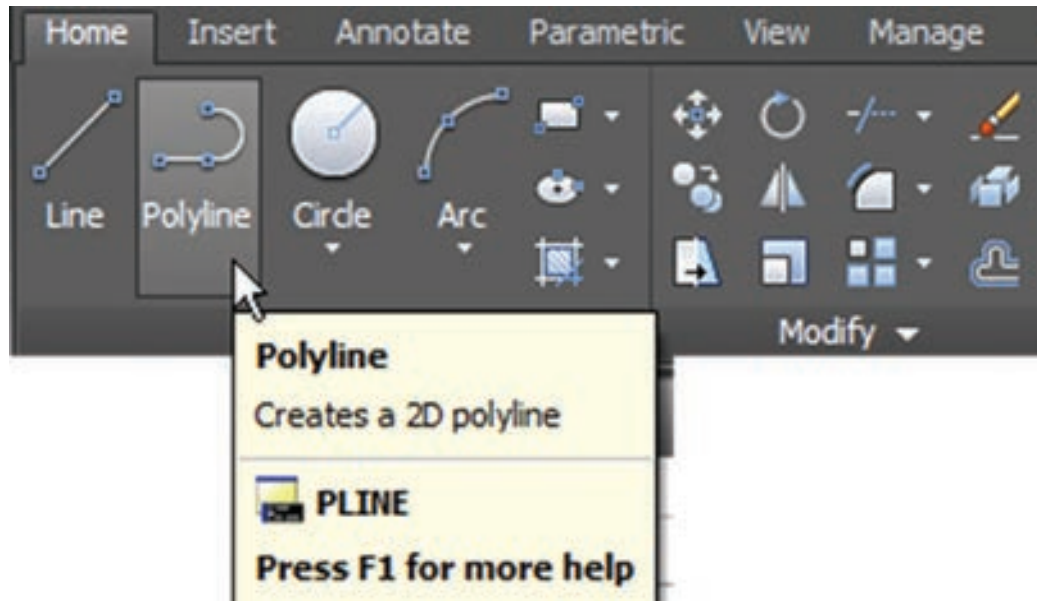 Home Insert Annotate Parametric View Manage
Line Polyline Circle Arc
Modify
Polyline
Creates a 2D polyline
PLINE
Press F1 for more help